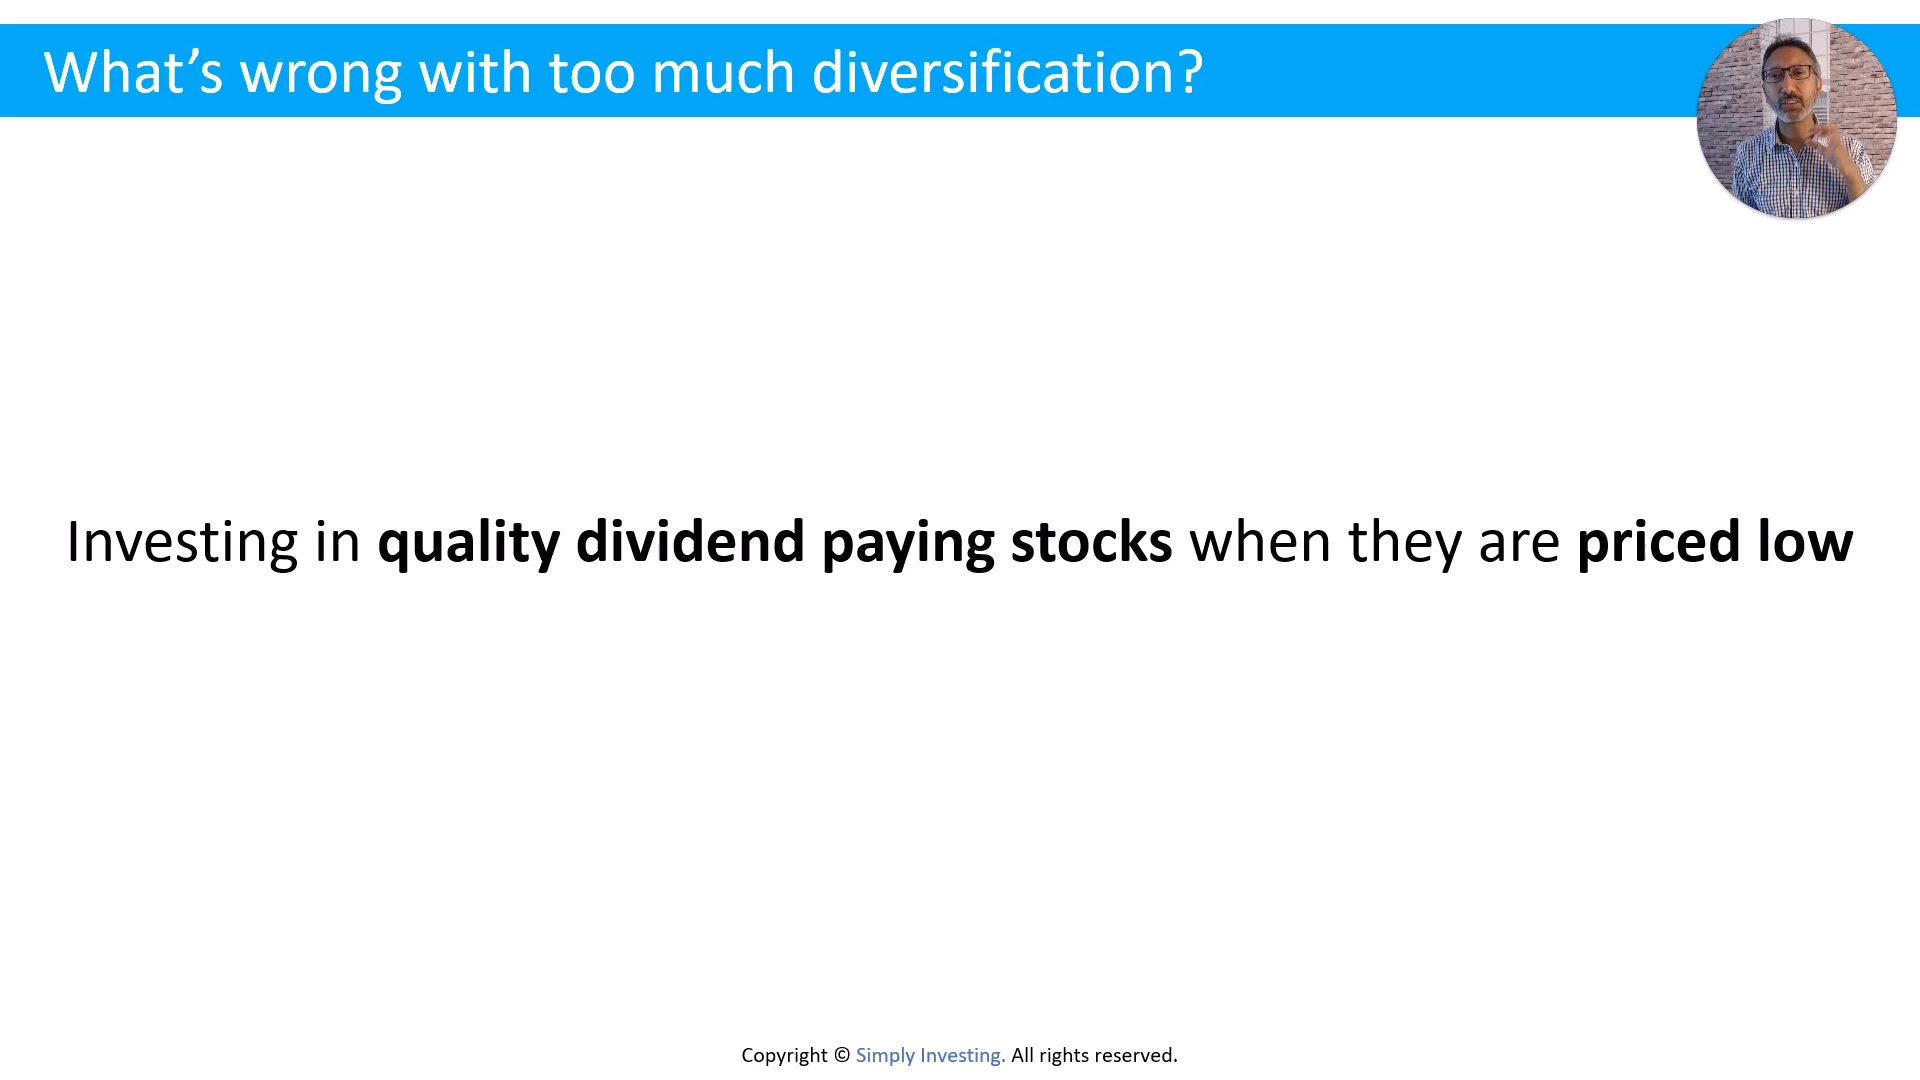 What’s wrong with too much diversification?
Investing in quality dividend paying stocks when they are priced low
Copyright © Simply Investing. All rights reserved.